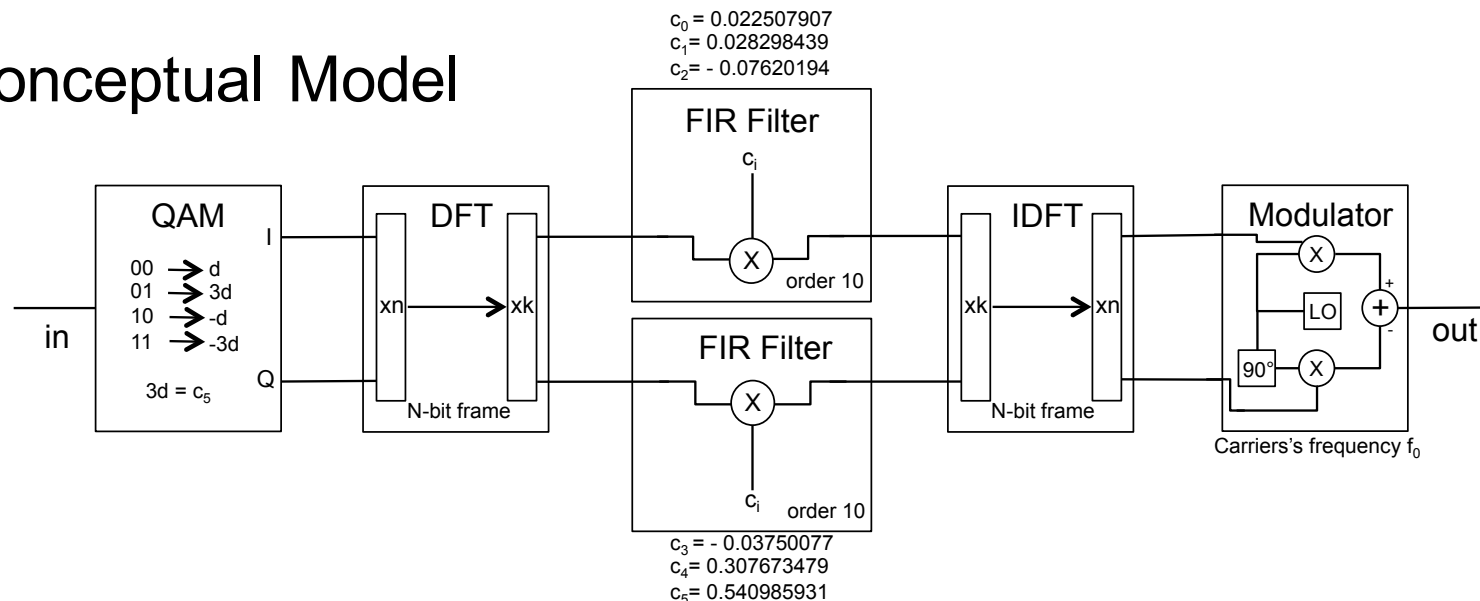 onceptual Model
c₀ = 0.022507907
c₁= 0.028298439
c₂= - 0.07620194
FIR Filter
cᵢ
X
order 10
QAM
I
00 d
01 3d
10 -d
11 -3d
Q
3d = c₅
in
DFT
xn
xk
N-bit frame
FIR Filter
X
cᵢ
order 10
c₃ = - 0.03750077
c₄= 0.307673479
c₅= 0.540985931
IDFT
xk
xn
N-bit frame
Modulator
X
LO
90°
X
+
+
-
out
Carriers's frequency f₀